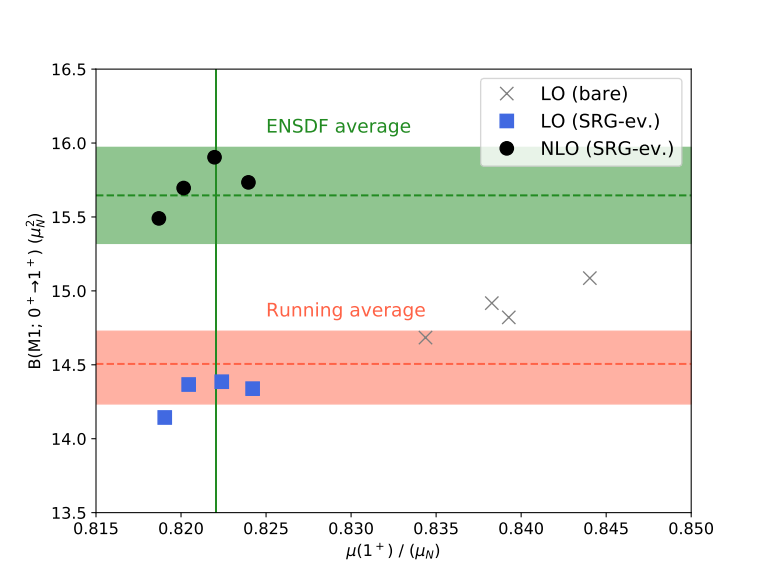 16.5
16.0
15.5
15.0
14.5
14.0
13.5
B(M1; 0⁺→1⁺) (μ²_N)
LO (bare)
LO (SRG-ev.)
NLO (SRG-ev.)
ENSDF average
Running average
0.815 0.820 0.825 0.830 0.835 0.840 0.845 0.850
μ(1⁺) / (μ_N)